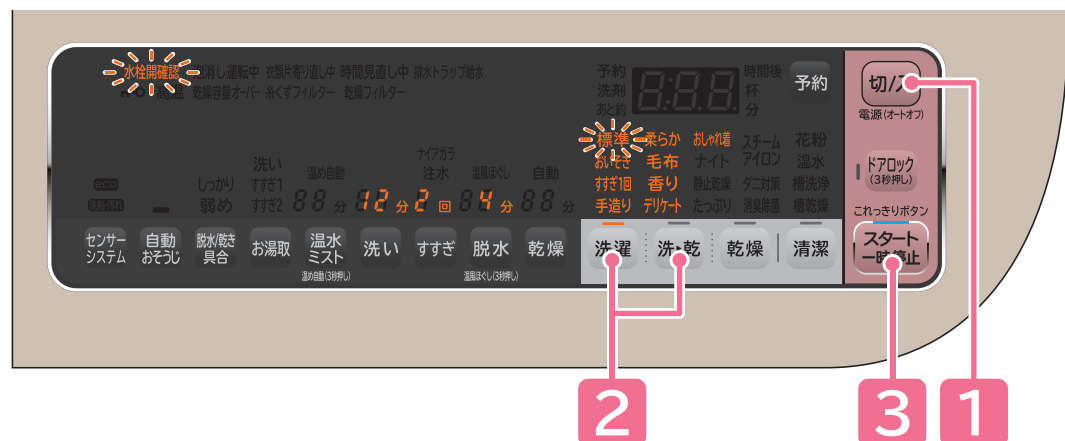 水栓開確認 泡消し運転中 衣類片寄り直し中 時間見直し中 排水トラップ給水
高温 乾燥容量オーバー 糸くずフィルター 乾燥フィルター
予約 時間後
洗剤 8:88 杯
あと約 分
予約
切/入
電源(オートオフ)
標準 柔らか おしゃれ着 スチームアイロン 花粉
おいそぎ 毛布 ナイト 温水
すすぎ1回 香り 静止乾燥 ダニ対策 槽洗浄
手造り デリケート たっぷり 消臭除菌 槽乾燥
ドアロック
(3秒押し)
eco
洗い
しっかり すすぎ1
弱め すすぎ2
温め自動
88分
12分
ナイアガラ
注水
2回
温風ほぐし
4分
自動
88分
これっきりボタン
センサー
システム
自動
おそうじ
脱水/乾き
具合
お湯取
温水
ミスト
温め自動(3秒押し)
洗い
すすぎ
脱水
温風ほぐし(3秒押し)
乾燥
洗濯
洗▸乾
乾燥
清潔
スタート
一時停止
2
3
1